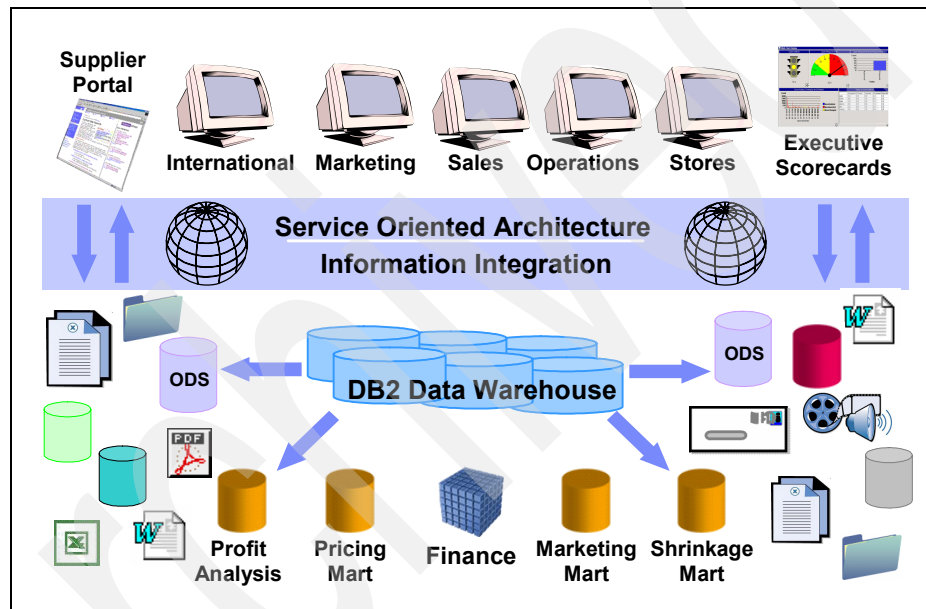 Supplier
Portal
International
Marketing
Sales
Operations
Stores
Executive
Scorecards
Service Oriented Architecture
Information Integration
ODS
DB2 Data Warehouse
ODS
PDF
W
W
Profit
Analysis
Pricing
Mart
Finance
Marketing
Mart
Shrinkage
Mart